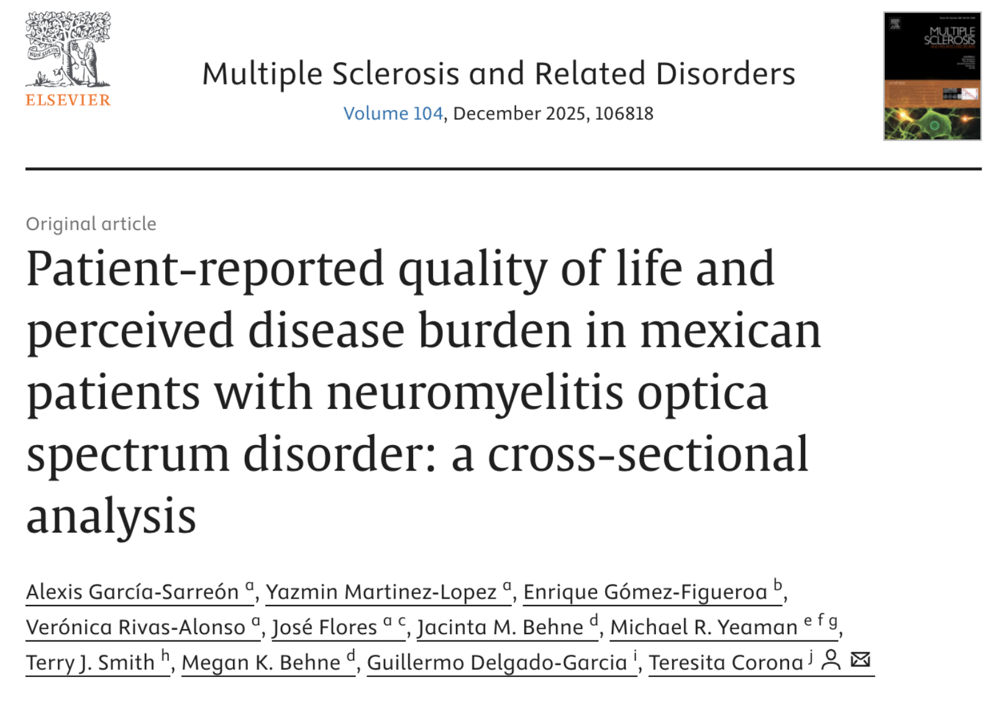 NON SOLUS
ELSEVIER
Multiple Sclerosis and Related Disorders
Volume 104, December 2025, 106818
MULTIPLE
SCLEROSIS
AND RELATED DISORDERS
Original article
Patient-reported quality of life and
perceived disease burden in mexican
patients with neuromyelitis optica
spectrum disorder: a cross-sectional
analysis
Alexis García-Sarreón a, Yazmin Martinez-Lopez a, Enrique Gómez-Figueroa b,
Verónica Rivas-Alonso a, José Flores a c, Jacinta M. Behne d, Michael R. Yeaman e f g,
Terry J. Smith h, Megan K. Behne d, Guillermo Delgado-Garcia i, Teresita Corona j